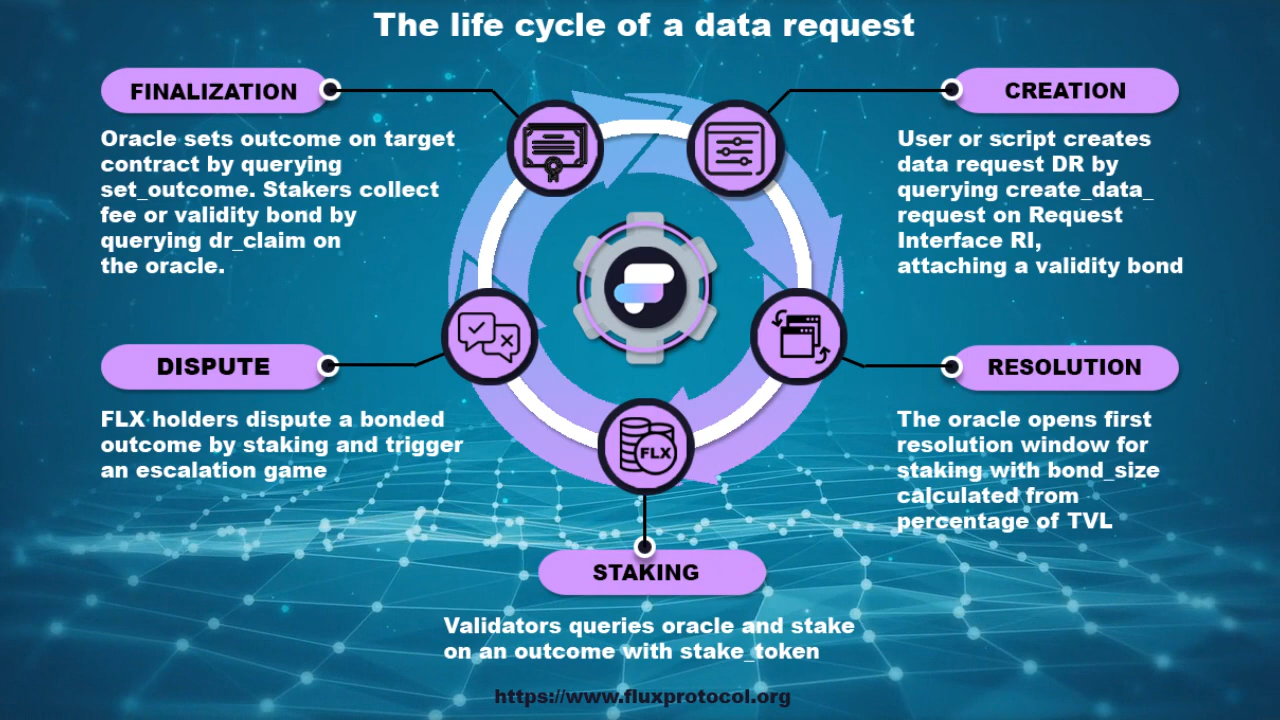 The life cycle of a data request
FINALIZATION
Oracle sets outcome on target
contract by querying
set_outcome. Stakers collect
fee or validity bond by
querying dr_claim on
the oracle.
CREATION
User or script creates
data request DR by
querying create_data_
request on Request
Interface RI,
attaching a validity bond
DISPUTE
FLX holders dispute a bonded
outcome by staking and trigger
an escalation game
RESOLUTION
The oracle opens first
resolution window for
staking with bond_size
calculated from
percentage of TVL
FLX
STAKING
Validators queries oracle and stake
on an outcome with stake_token
https://www.fluxprotocol.org